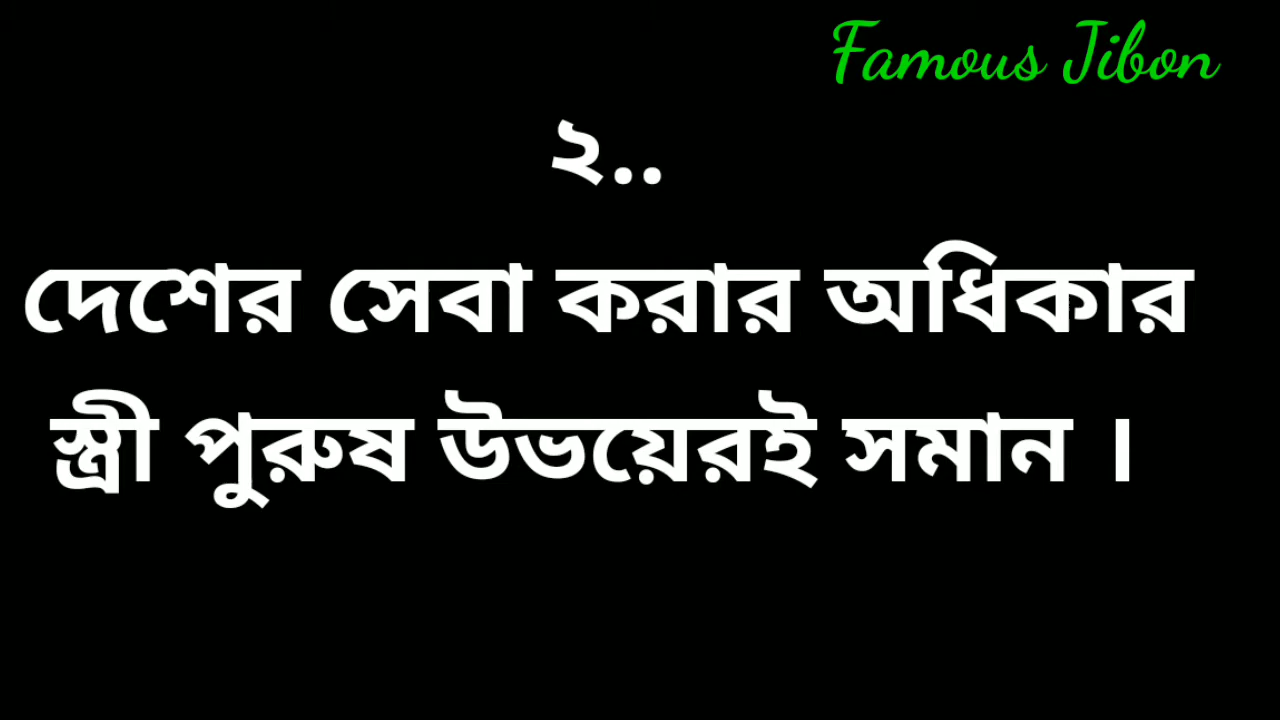 Famous Jibon
২..
দেশের সেবা করার অধিকার
স্ত্রী পুরুষ উভয়েরই সমান ।